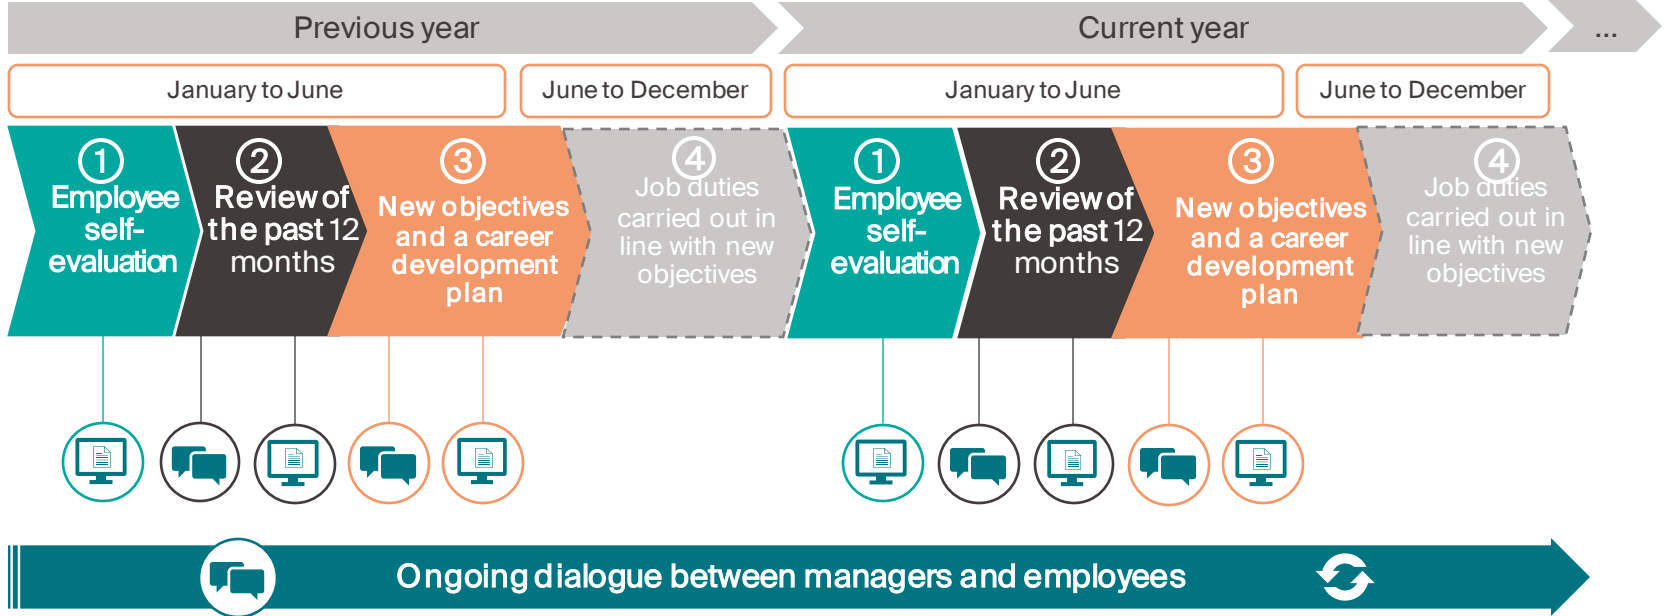 Previous year
Current year
...
January to June
June to December
January to June
June to December
1
Employee
self-
evaluation
2
Review of
the past 12
months
3
New objectives
and a career
development
plan
4
Job duties
carried out in
line with new
objectives
1
Employee
self-
evaluation
2
Review of
the past 12
months
3
New objectives
and a career
development
plan
4
Job duties
carried out in
line with new
objectives
Ongoing dialogue between managers and employees